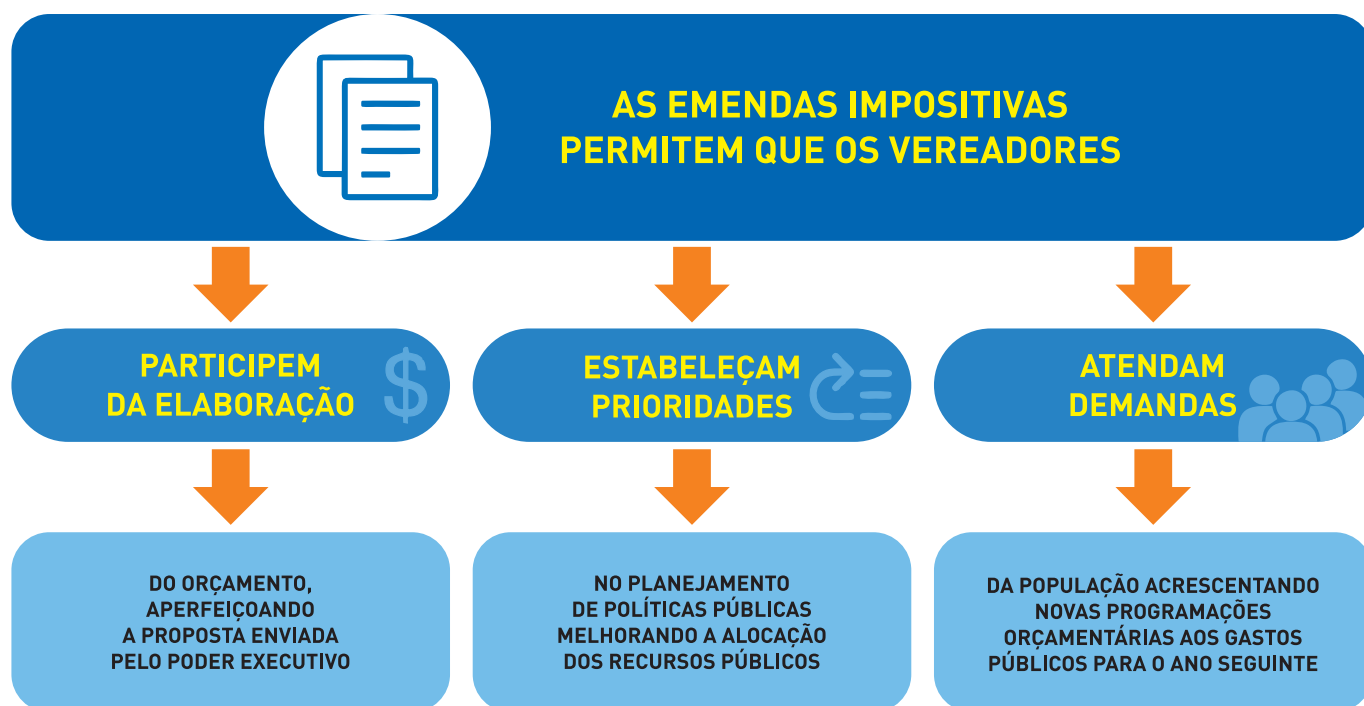 AS EMENDAS IMPOSITIVAS
PERMITEM QUE OS VEREADORES
PARTICIPEM
DA ELABORAÇÃO
$
ESTABELEÇAM
PRIORIDADES
ATENDAM
DEMANDAS
DO ORÇAMENTO,
APERFEIÇOANDO
A PROPOSTA ENVIADA
PELO PODER EXECUTIVO
NO PLANEJAMENTO
DE POLÍTICAS PÚBLICAS
MELHORANDO A ALOCAÇÃO
DOS RECURSOS PÚBLICOS
DA POPULAÇÃO ACRESCENTANDO
NOVAS PROGRAMAÇÕES
ORÇAMENTÁRIAS AOS GASTOS
PÚBLICOS PARA O ANO SEGUINTE